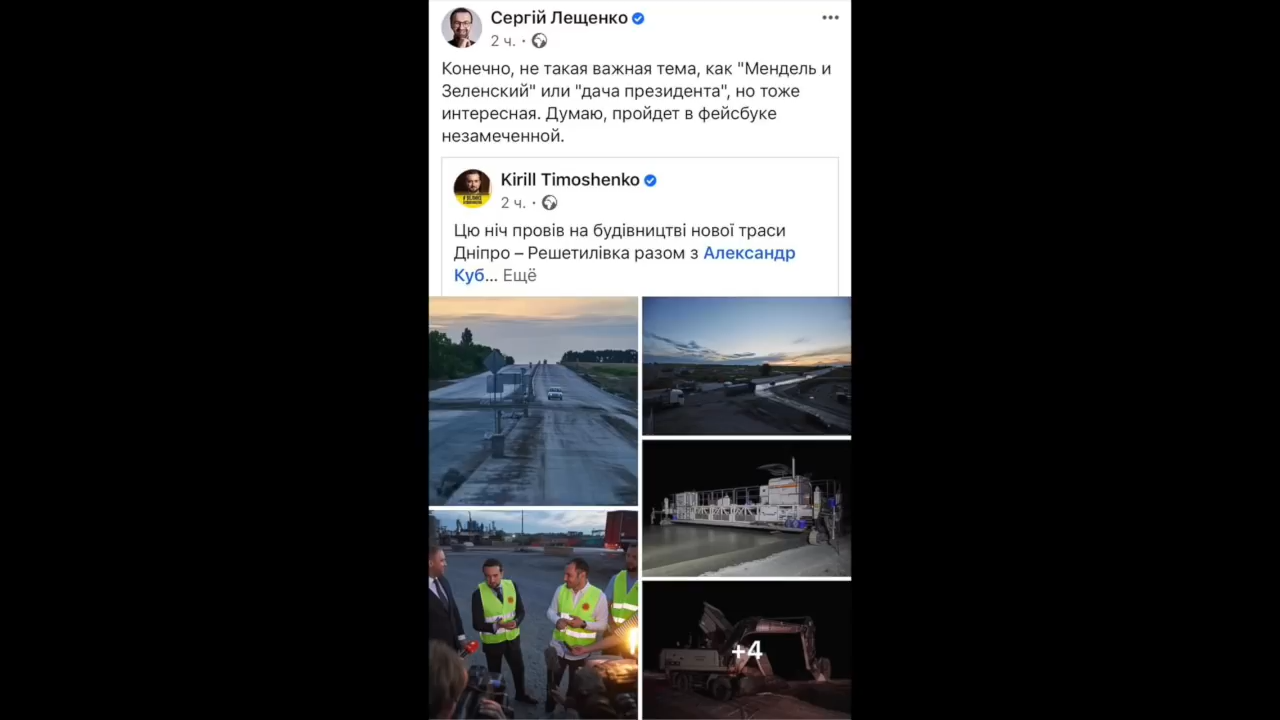 Сергій Лещенко
2 ч. ·
Конечно, не такая важная тема, как "Мендель и
Зеленский" или "дача президента", но тоже
интересная. Думаю, пройдет в фейсбуке
незамеченной.
Kirill Timoshenko
2 ч. ·
Цю ніч провів на будівництві нової траси
Дніпро – Решетилівка разом з Александр
Куб... Ещё
+4